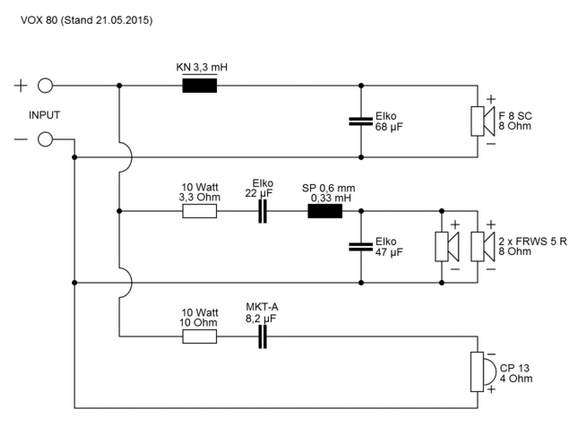 VOX 80 (Stand 21.05.2015)
KN 3,3 mH
+
INPUT
−
Elko
68 µF
+
F 8 SC
8 Ohm
−
10 Watt
3,3 Ohm
Elko
22 µF
SP 0,6 mm
0,33 mH
Elko
47 µF
+
−
+
2 x FRWS 5 R
8 Ohm
−
10 Watt
10 Ohm
MKT-A
8,2 µF
−
CP 13
4 Ohm
+